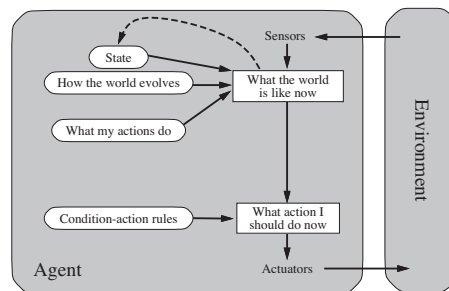 Sensors
State
How the world evolves
What the world
is like now
What my actions do
Environment
Condition-action rules
What action I
should do now
Agent
Actuators